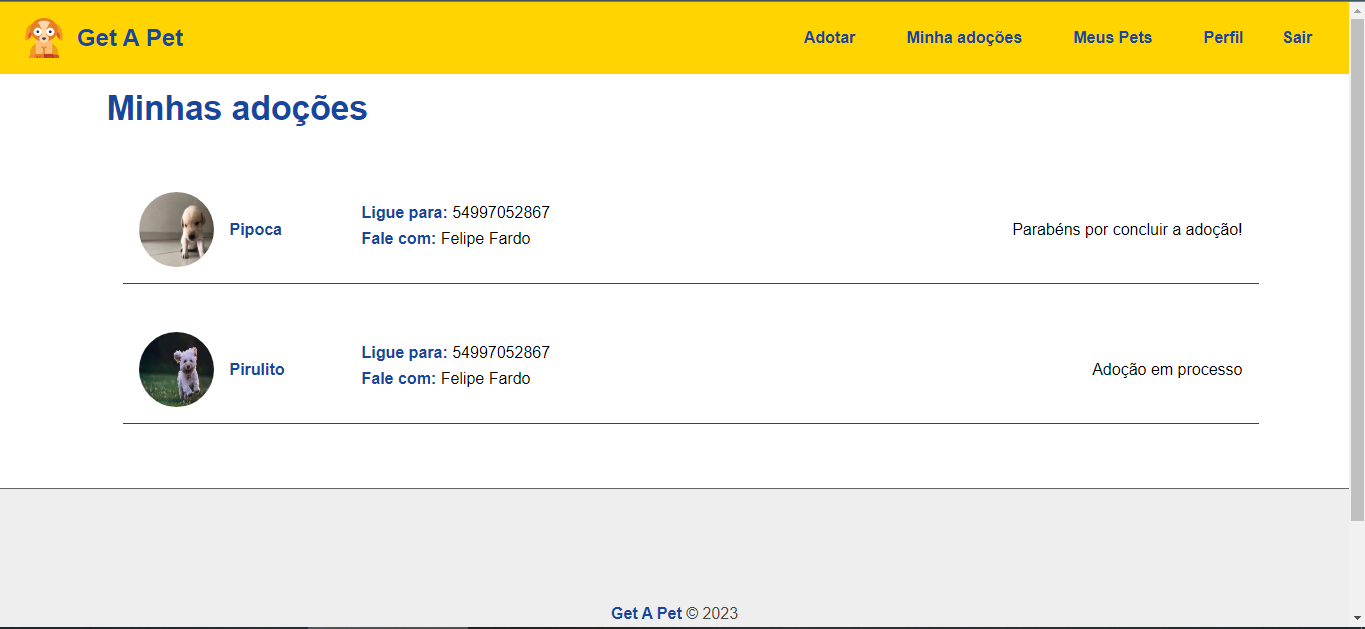 Get A Pet
Adotar Minha adoções Meus Pets Perfil Sair
Minhas adoções
Pipoca
Ligue para: 54997052867
Fale com: Felipe Fardo
Parabéns por concluir a adoção!
Pirulito
Ligue para: 54997052867
Fale com: Felipe Fardo
Adoção em processo
Get A Pet © 2023